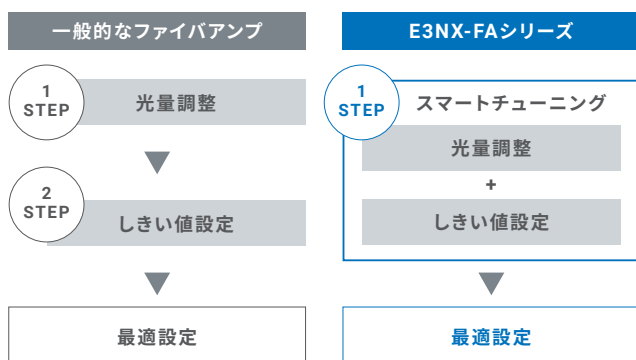 一般的なファイバアンプ
1
STEP
光量調整
2
STEP
しきい値設定
最適設定
E3NX-FAシリーズ
1
STEP
スマートチューニング
光量調整
+
しきい値設定
最適設定